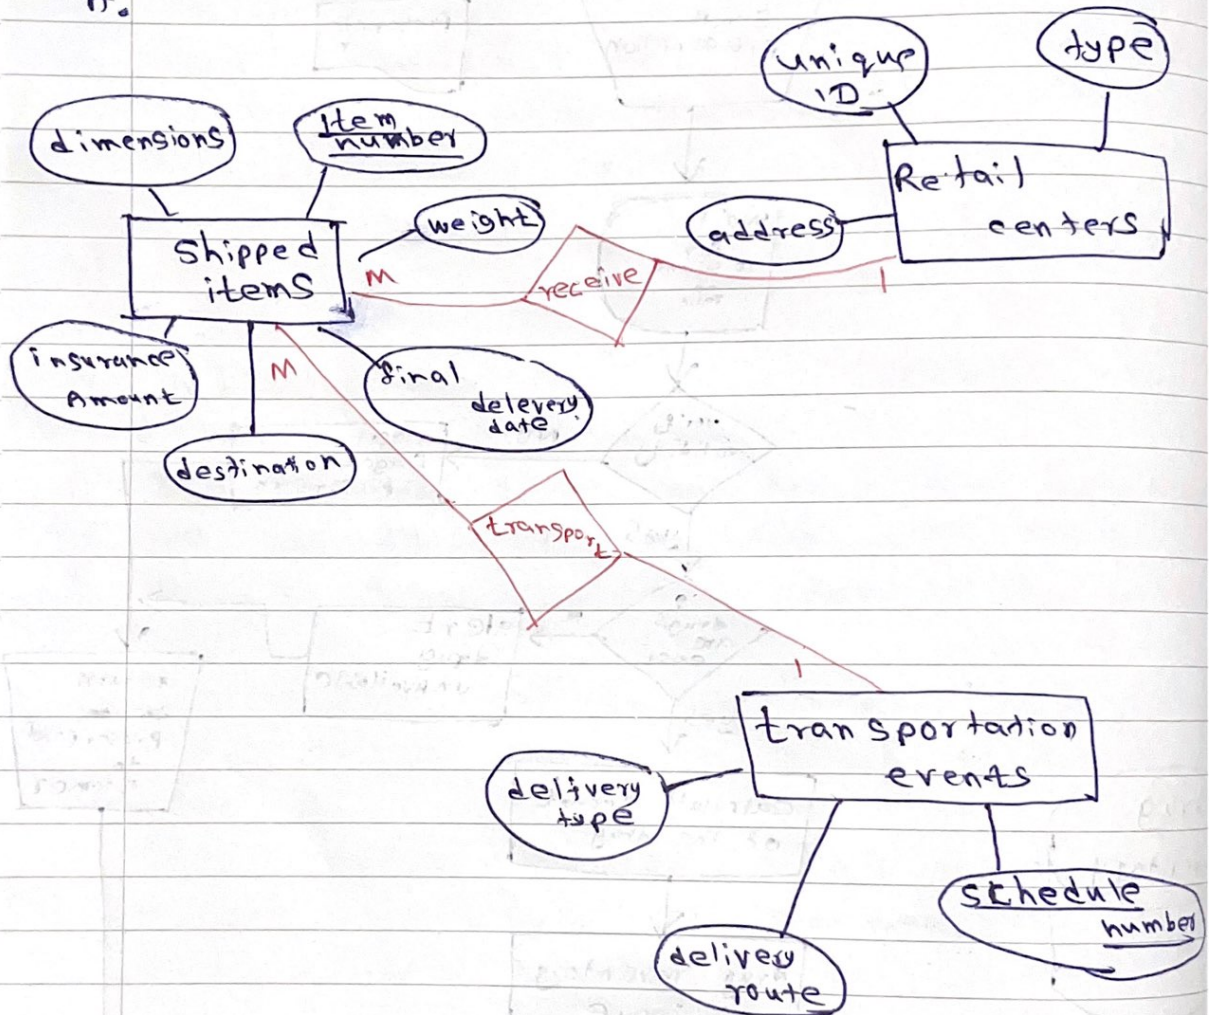 unique
ID
type
dimensions
Item
number
Retail
centers
weight
address
Shipped
items
M
receive
1
insurance
Amount
M
final
delevery
date
destination
transport
1
transportation
events
delivery
type
schedule
number
delivery
route